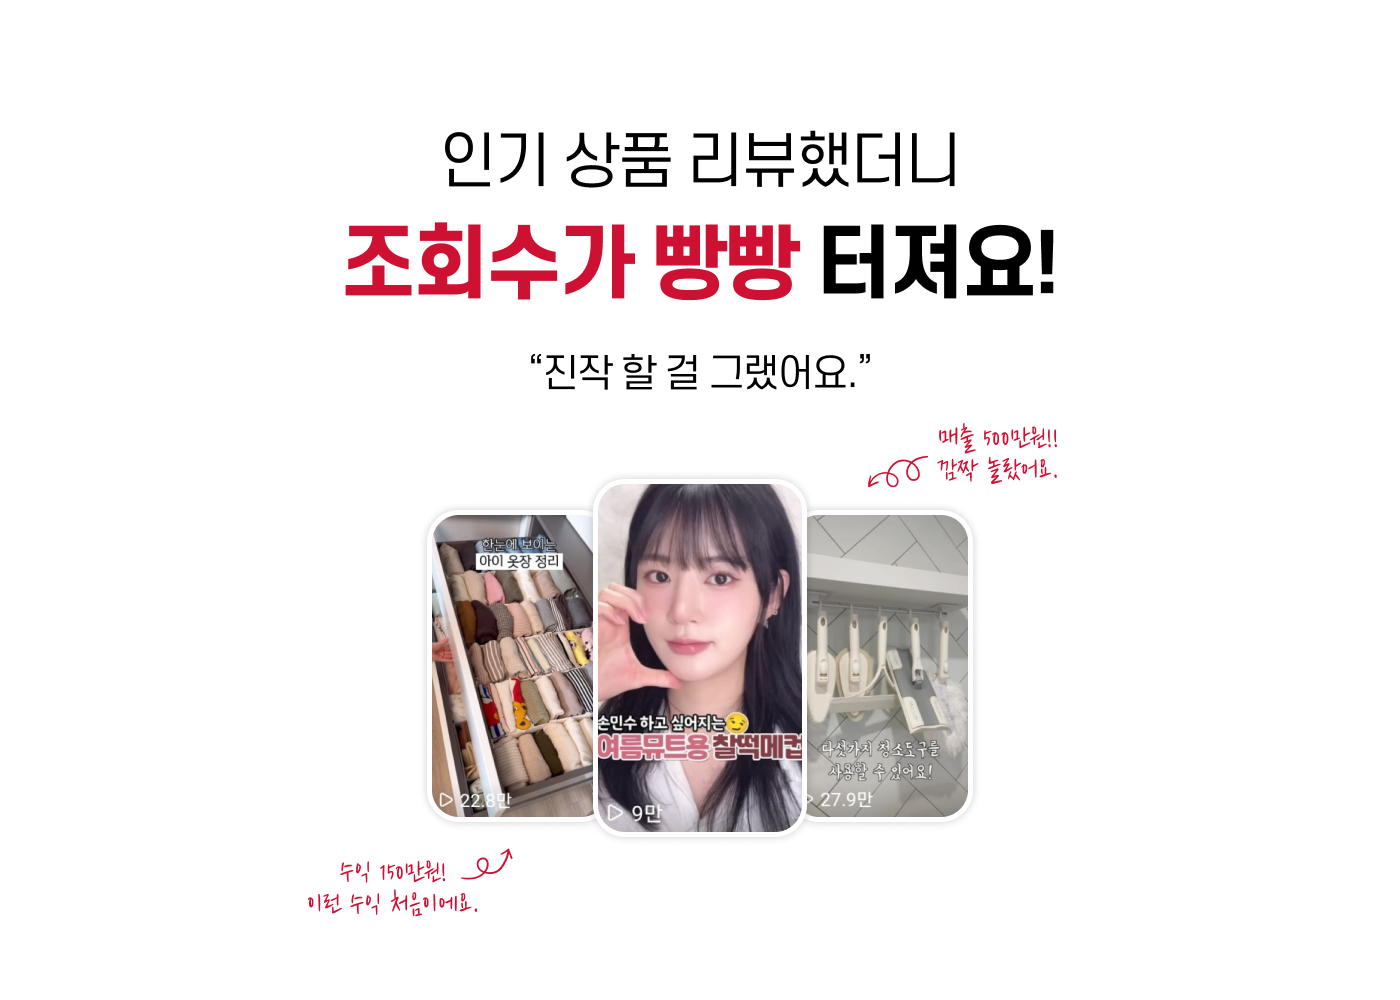 인기 상품 리뷰했더니
조회수가 빵빵 터져요!
“진작 할 걸 그랬어요.”
매출 500만원!!
깜짝 놀랐어요.
한눈에 보이는
아이 옷장 정리
22.8만
손민수 하고 싶어지는
여름뮤트용 찰떡메컵
9만
다섯가지 청소도구를
사용할 수 있어요!
27.9만
수익 150만원!
이런 수익 처음이에요.